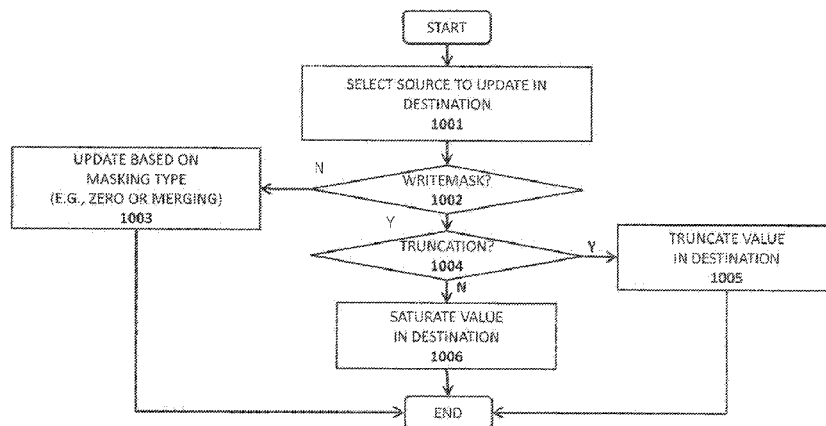 START
SELECT SOURCE TO UPDATE IN
DESTINATION
1001
UPDATE BASED ON
MASKING TYPE
(E.G., ZERO OR MERGING)
1003
N
WRITEMASK?
1002
Y
TRUNCATION?
1004
Y
TRUNCATE VALUE
IN DESTINATION
1005
N
SATURATE VALUE
IN DESTINATION
1006
END